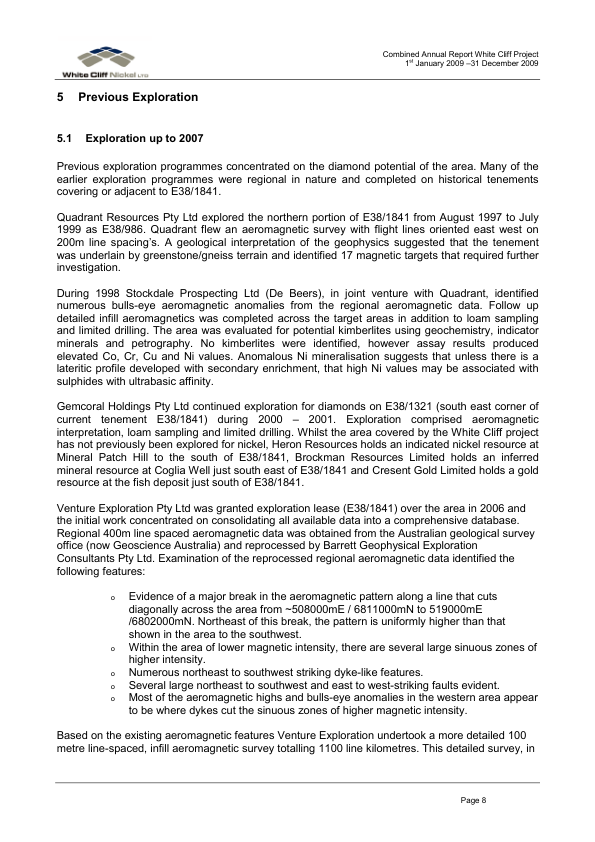 White Cliff Nickel LTD
Combined Annual Report White Cliff Project
1st January 2009 –31 December 2009
5 Previous Exploration
5.1 Exploration up to 2007
Previous exploration programmes concentrated on the diamond potential of the area. Many of the
earlier exploration programmes were regional in nature and completed on historical tenements
covering or adjacent to E38/1841.
Quadrant Resources Pty Ltd explored the northern portion of E38/1841 from August 1997 to July
1999 as E38/986. Quadrant flew an aeromagnetic survey with flight lines oriented east west on
200m line spacing's. A geological interpretation of the geophysics suggested that the tenement
was underlain by greenstone/gneiss terrain and identified 17 magnetic targets that required further
investigation.
During 1998 Stockdale Prospecting Ltd (De Beers), in joint venture with Quadrant, identified
numerous bulls-eye aeromagnetic anomalies from the regional aeromagnetic data. Follow up
detailed infill aeromagnetics was completed across the target areas in addition to loam sampling
and limited drilling. The area was evaluated for potential kimberlites using geochemistry, indicator
minerals and petrography. No kimberlites were identified, however assay results produced
elevated Co, Cr, Cu and Ni values. Anomalous Ni mineralisation suggests that unless there is a
lateritic profile developed with secondary enrichment, that high Ni values may be associated with
sulphides with ultrabasic affinity.
Gemcoral Holdings Pty Ltd continued exploration for diamonds on E38/1321 (south east corner of
current tenement E38/1841) during 2000 – 2001. Exploration comprised aeromagnetic
interpretation, loam sampling and limited drilling. Whilst the area covered by the White Cliff project
has not previously been explored for nickel, Heron Resources holds an indicated nickel resource at
Mineral Patch Hill to the south of E38/1841, Brockman Resources Limited holds an inferred
mineral resource at Coglia Well just south east of E38/1841 and Cresent Gold Limited holds a gold
resource at the fish deposit just south of E38/1841.
Venture Exploration Pty Ltd was granted exploration lease (E38/1841) over the area in 2006 and
the initial work concentrated on consolidating all available data into a comprehensive database.
Regional 400m line spaced aeromagnetic data was obtained from the Australian geological survey
office (now Geoscience Australia) and reprocessed by Barrett Geophysical Exploration
Consultants Pty Ltd. Examination of the reprocessed regional aeromagnetic data identified the
following features:
o Evidence of a major break in the aeromagnetic pattern along a line that cuts
diagonally across the area from ~508000mE / 6811000mN to 519000mE
/6802000mN. Northeast of this break, the pattern is uniformly higher than that
shown in the area to the southwest.
o Within the area of lower magnetic intensity, there are several large sinuous zones of
higher intensity.
o Numerous northeast to southwest striking dyke-like features.
o Several large northeast to southwest and east to west-striking faults evident.
o Most of the aeromagnetic highs and bulls-eye anomalies in the western area appear
to be where dykes cut the sinuous zones of higher magnetic intensity.
Based on the existing aeromagnetic features Venture Exploration undertook a more detailed 100
metre line-spaced, infill aeromagnetic survey totalling 1100 line kilometres. This detailed survey, in
Page 8